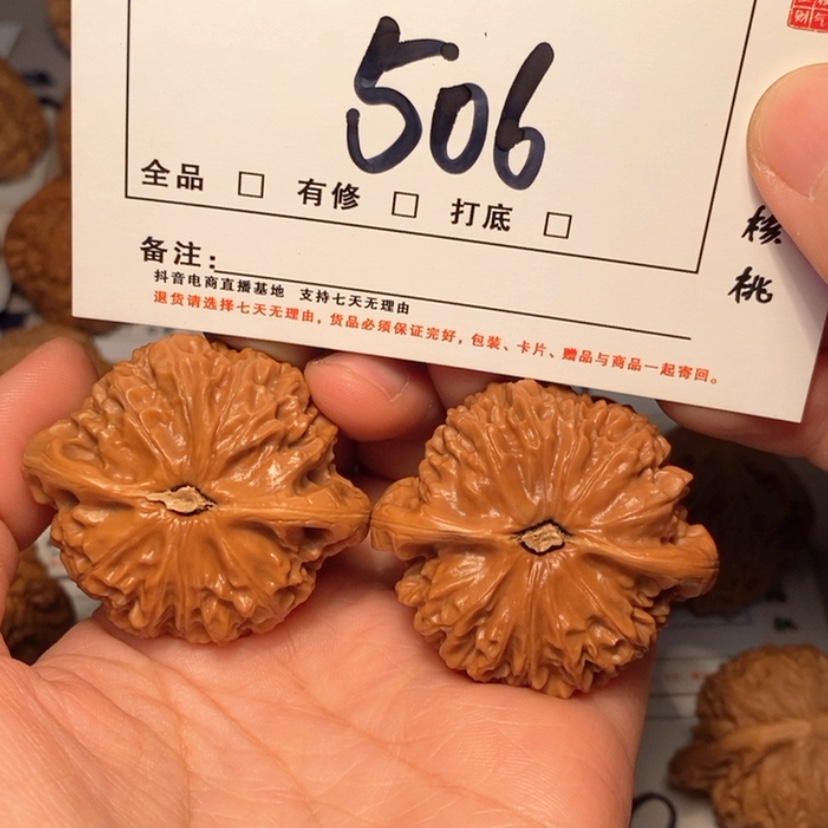 506
全品 □ 有修 □ 打底 □
备注:
抖音电商直播基地 支持七天无理由
退货请选择七天无理由,货品必须保证完好,包装、卡片、赠品与商品一起寄回。
核
桃
财气